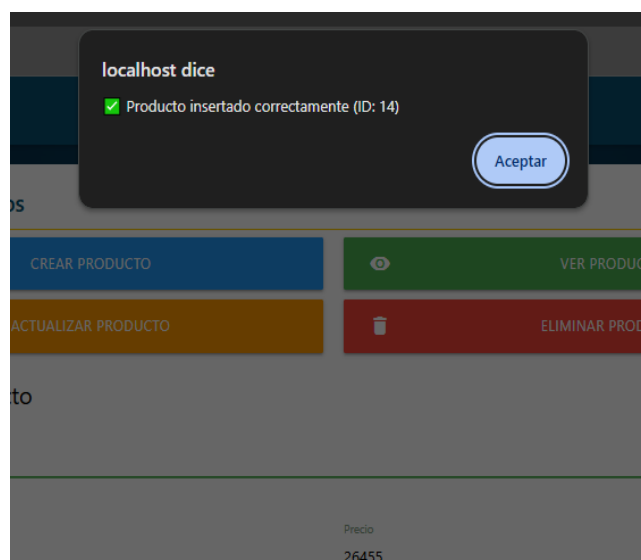 localhost dice
✅ Producto insertado correctamente (ID: 14)
Aceptar
os
CREAR PRODUCTO
VER PRODUC
ACTUALIZAR PRODUCTO
ELIMINAR PROD
cto
Precio
26455